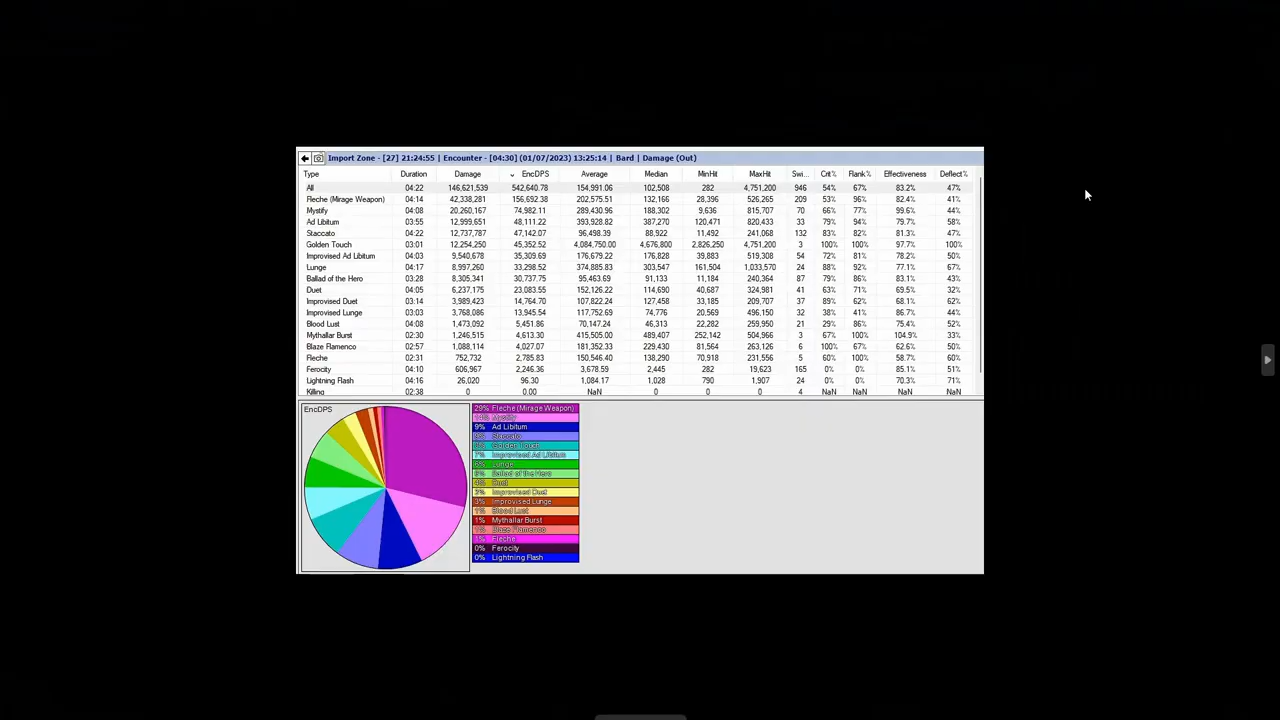 Import Zone - [27] 21:24:55 | Encounter - [04:30] (01/07/2023) 13:25:14 | Bard | Damage (Out)
Type Duration Damage EncDPS Average Median MinHit MaxHit Swi... Crit% Flank% Effectiveness Deflect%
All 04:22 146,621,539 542,640.78 154,991.06 102,508 282 4,751,200 946 54% 67% 83.2% 47%
Fleche (Mirage Weapon) 04:14 42,338,281 156,692.38 202,575.51 132,166 28,396 526,265 209 53% 96% 82.4% 41%
Mystify 04:08 20,260,167 74,982.11 289,430.96 188,302 9,636 815,707 70 66% 77% 99.6% 44%
Ad Libitum 03:55 12,999,651 48,111.22 393,928.82 387,270 120,471 820,433 33 79% 94% 79.7% 58%
Staccato 04:22 12,737,787 47,142.07 96,498.39 88,922 11,492 241,068 132 83% 82% 81.3% 47%
Golden Touch 03:01 12,254,250 45,352.52 4,084,750.00 4,676,800 2,826,250 4,751,200 3 100% 100% 97.7% 100%
Improvised Ad Libitum 04:03 9,540,678 35,309.69 176,679.22 176,828 39,883 519,308 54 72% 81% 78.2% 50%
Lunge 04:17 8,997,260 33,298.52 374,885.83 303,547 161,504 1,033,570 24 88% 92% 77.1% 67%
Ballad of the Hero 03:28 8,305,341 30,737.75 95,463.69 91,133 11,184 240,364 87 79% 86% 83.1% 43%
Duet 04:05 6,237,175 23,083.55 152,126.22 114,690 40,687 324,981 41 63% 71% 69.5% 32%
Improvised Duet 03:14 3,989,423 14,764.70 107,822.24 127,458 33,185 209,707 37 89% 62% 68.1% 62%
Improvised Lunge 03:03 3,768,086 13,945.54 117,752.69 74,776 20,569 496,150 32 38% 41% 86.7% 44%
Blood Lust 04:08 1,473,092 5,451.86 70,147.24 46,313 22,282 259,950 21 29% 86% 75.4% 52%
Mythallar Burst 02:30 1,246,515 4,613.30 415,505.00 489,407 252,142 504,966 3 67% 100% 104.9% 33%
Blaze Flamenco 02:57 1,088,114 4,027.07 181,352.33 229,430 81,564 263,126 6 100% 67% 62.6% 50%
Fleche 02:31 752,732 2,785.83 150,546.40 138,290 70,918 231,556 5 60% 100% 58.7% 60%
Ferocity 04:10 606,967 2,246.36 3,678.59 2,445 282 19,623 165 0% 0% 85.1% 51%
Lightning Flash 04:16 26,020 96.30 1,084.17 1,028 790 1,907 24 0% 0% 70.3% 71%
Killing 02:38 0 0.00 NaN 0 0 0 4 NaN NaN NaN NaN
EncDPS
29% Fleche (Mirage Weapon)
Mystify
9% Ad Libitum
Staccato
Golden Touch
7% Improvised Ad Libitum
Lunge
Ballad of the Hero
Duet
Improvised Duet
3% Improvised Lunge
1% Blood Lust
1% Mythallar Burst
Blaze Flamenco
1% Fleche
0% Ferocity
0% Lightning Flash